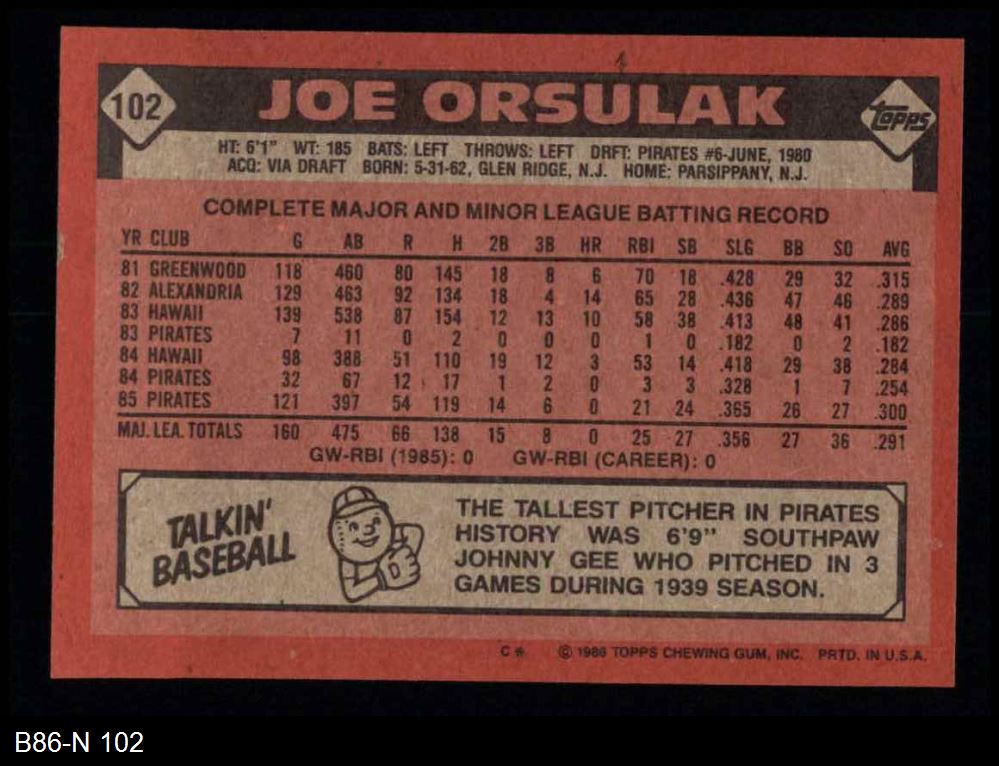 102 JOE ORSULAK Topps
HT: 6'1" WT: 185 BATS: LEFT THROWS: LEFT DRFT: PIRATES #6-JUNE, 1980
ACQ: VIA DRAFT BORN: 5-31-62, GLEN RIDGE, N.J. HOME: PARSIPPANY, N.J.
COMPLETE MAJOR AND MINOR LEAGUE BATTING RECORD
YR CLUB G AB R H 2B 3B HR RBI SB SLG BB SO AVG
81 GREENWOOD 118 460 80 145 18 8 6 70 18 .428 29 32 .315
82 ALEXANDRIA 129 463 92 134 18 4 14 65 28 .436 47 46 .289
83 HAWAII 139 538 87 154 12 13 10 58 38 .413 48 41 .286
83 PIRATES 7 11 0 2 0 0 0 1 0 .182 0 2 .182
84 HAWAII 98 388 51 110 19 12 3 53 14 .418 29 38 .284
84 PIRATES 32 67 12 17 1 2 0 3 3 .328 1 7 .254
85 PIRATES 121 397 54 119 14 6 0 21 24 .365 26 27 .300
MAJ. LEA. TOTALS 160 475 66 138 15 8 0 25 27 .356 27 36 .291
GW-RBI (1985): 0 GW-RBI (CAREER): 0
TALKIN'
BASEBALL
THE TALLEST PITCHER IN PIRATES
HISTORY WAS 6'9" SOUTHPAW
JOHNNY GEE WHO PITCHED IN 3
GAMES DURING 1939 SEASON.
C* © 1986 TOPPS CHEWING GUM, INC. PRTD. IN U.S.A.
B86-N 102